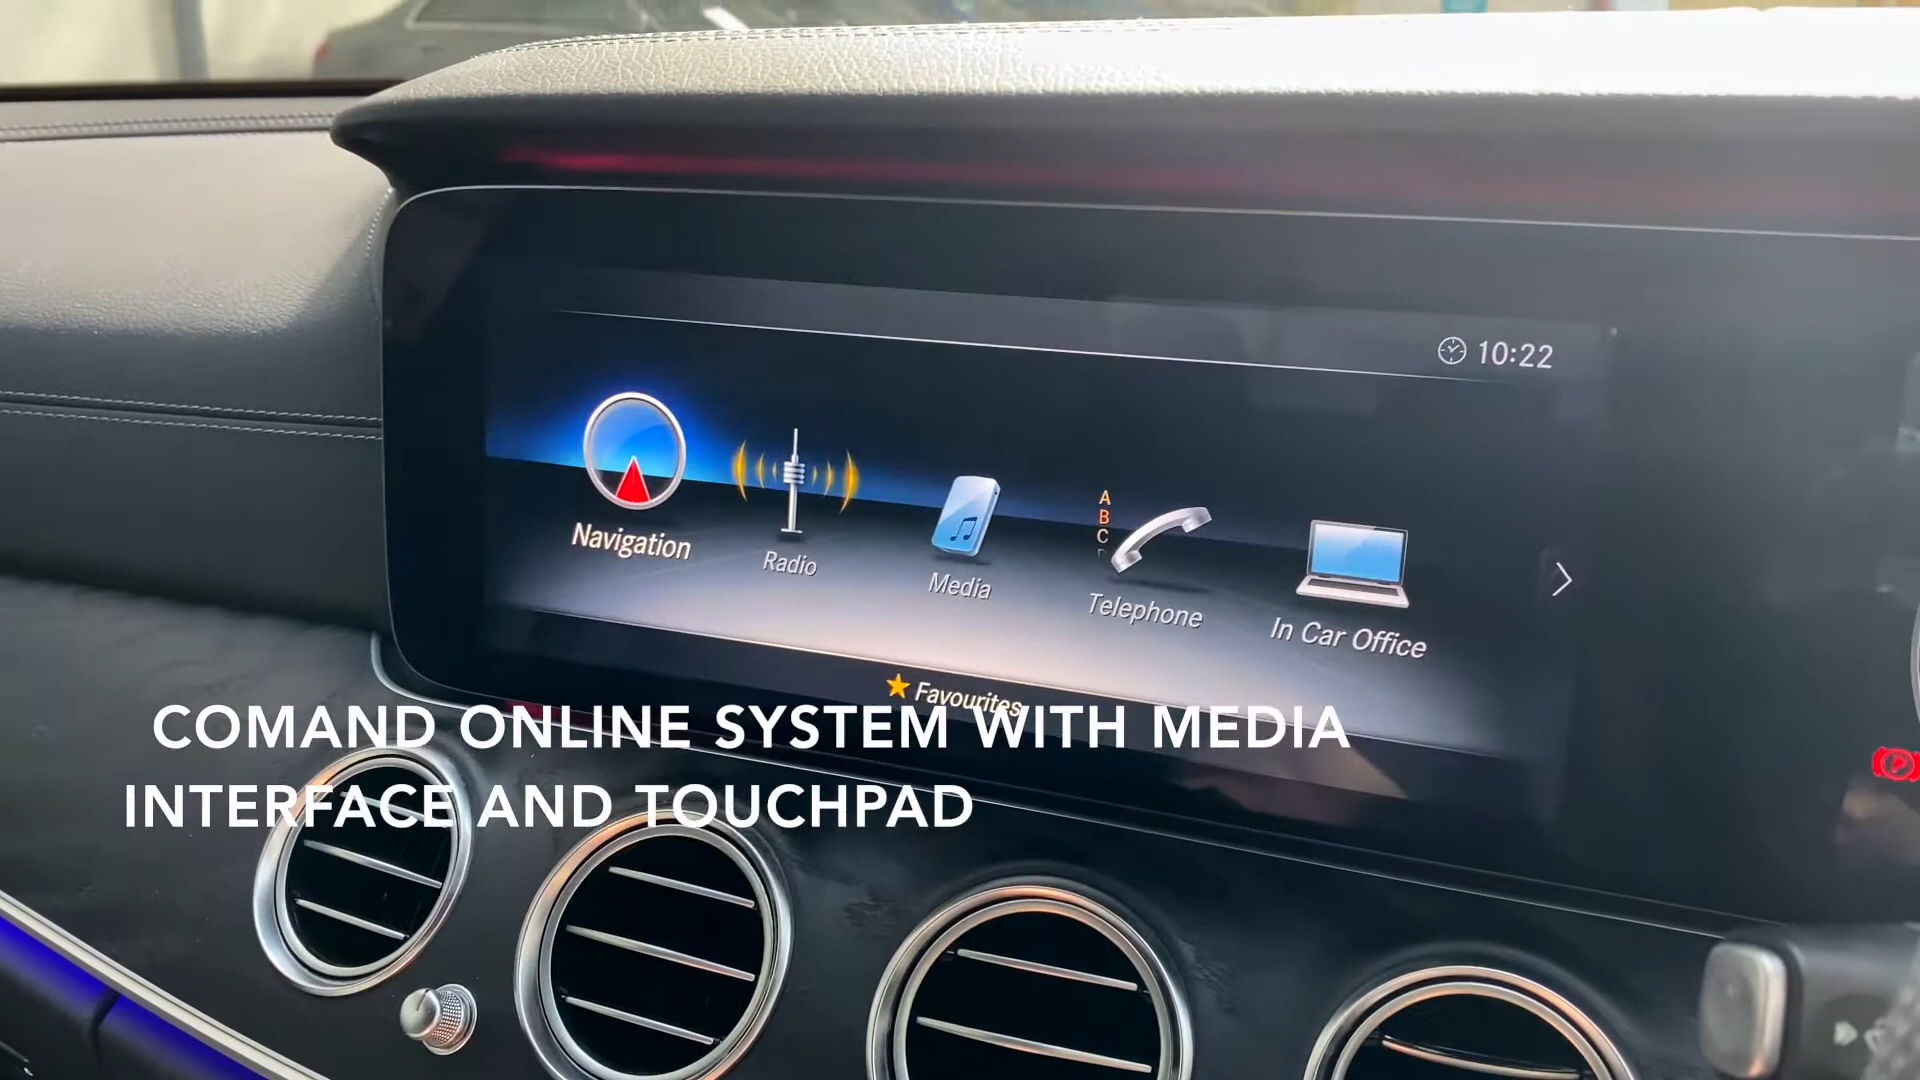 10:22
Navigation
Radio
Media
A
B
C
D
Telephone
In Car Office
Favourites
COMAND ONLINE SYSTEM WITH MEDIA
INTERFACE AND TOUCHPAD
P